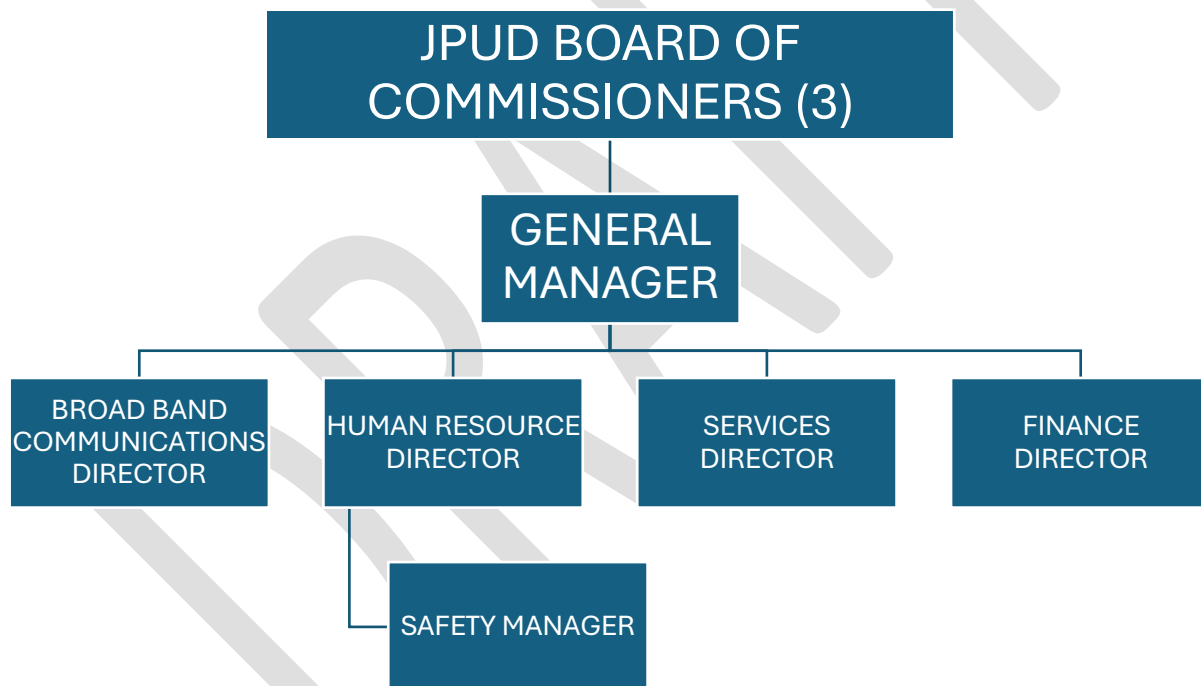 JPUD BOARD OF
COMMISSIONERS (3)
GENERAL
MANAGER
BROAD BAND
COMMUNICATIONS
DIRECTOR
HUMAN RESOURCE
DIRECTOR
SERVICES
DIRECTOR
FINANCE
DIRECTOR
SAFETY MANAGER